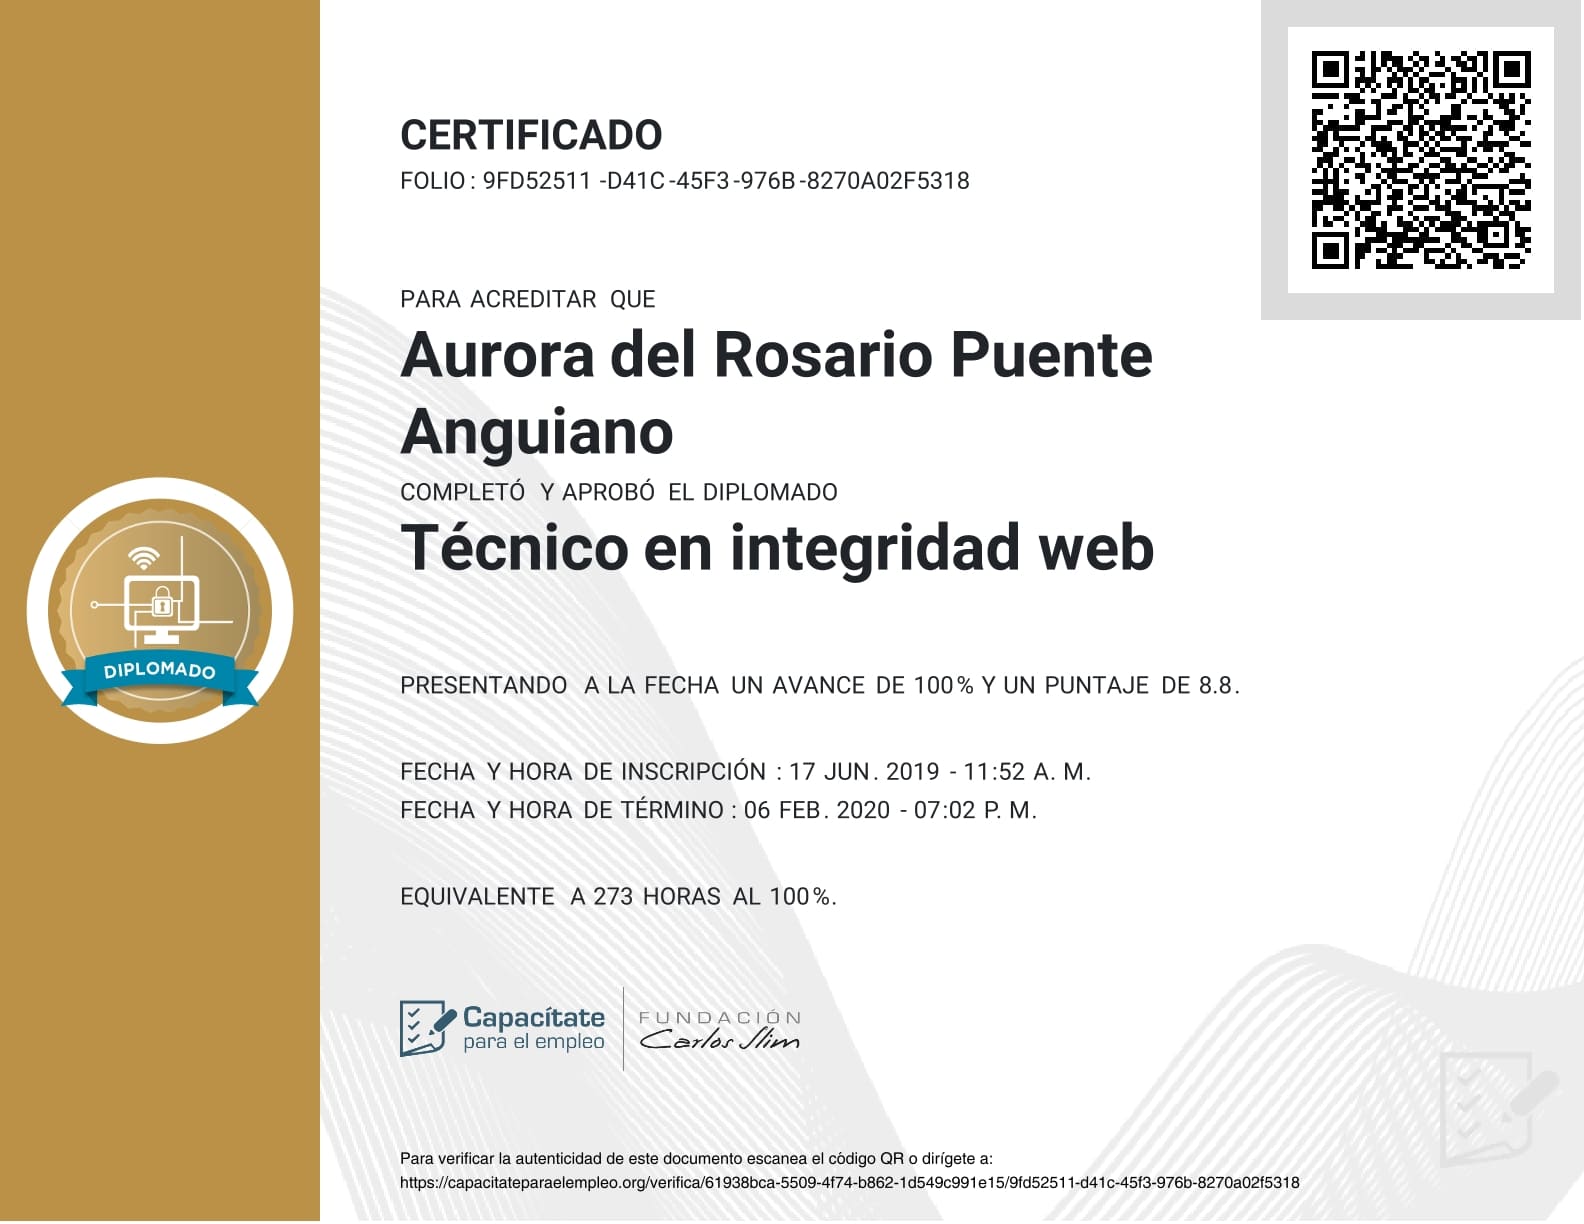 CERTIFICADO
FOLIO : 9FD52511 -D41C -45F3 -976B -8270A02F5318
PARA ACREDITAR QUE
Aurora del Rosario Puente
Anguiano
COMPLETÓ Y APROBÓ EL DIPLOMADO
Técnico en integridad web
DIPLOMADO
PRESENTANDO A LA FECHA UN AVANCE DE 100% Y UN PUNTAJE DE 8.8.
FECHA Y HORA DE INSCRIPCIÓN : 17 JUN. 2019 - 11:52 A. M.
FECHA Y HORA DE TÉRMINO : 06 FEB. 2020 - 07:02 P. M.
EQUIVALENTE A 273 HORAS AL 100%.
Capacítate
para el empleo
FUNDACIÓN
Carlos Slim
Para verificar la autenticidad de este documento escanea el código QR o dirígete a:
https://capacitateparaelempleo.org/verifica/61938bca-5509-4f74-b862-1d549c991e15/9fd52511-d41c-45f3-976b-8270a02f5318